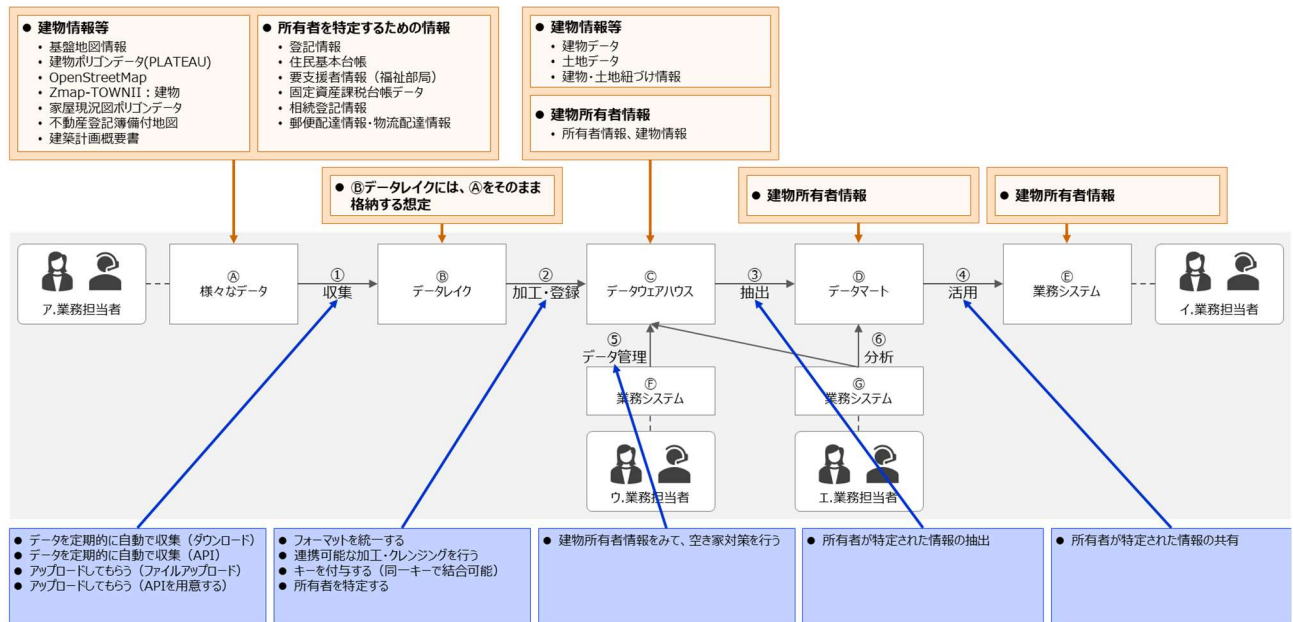 ● 建物情報等
・ 基盤地図情報
・ 建物ポリゴンデータ(PLATEAU)
・ OpenStreetMap
・ Zmap-TOWNII：建物
・ 家屋現況図ポリゴンデータ
・ 不動産登記簿備付地図
・ 建築計画概要書
● 所有者を特定するための情報
・ 登記情報
・ 住民基本台帳
・ 要支援者情報（福祉部局）
・ 固定資産課税台帳データ
・ 相続登記情報
・ 郵便配達情報・物流配達情報
● 建物情報等
・ 建物データ
・ 土地データ
・ 建物・土地紐づけ情報
● 建物所有者情報
・ 所有者情報、建物情報
● Ⓑデータレイクには、Ⓐをそのまま
格納する想定
● 建物所有者情報
● 建物所有者情報
ア.業務担当者
Ⓐ
様々なデータ
①
収集
Ⓑ
データレイク
②
加工・登録
Ⓒ
データウェアハウス
③
抽出
Ⓓ
データマート
④
活用
Ⓔ
業務システム
イ.業務担当者
⑤
データ管理
⑥
分析
Ⓕ
業務システム
Ⓖ
業務システム
ウ.業務担当者
エ.業務担当者
● データを定期的に自動で収集（ダウンロード）
● データを定期的に自動で収集（API）
● アップロードしてもらう（ファイルアップロード）
● アップロードしてもらう（APIを用意する）
● フォーマットを統一する
● 連携可能な加工・クレンジングを行う
● キーを付与する（同一キーで結合可能）
● 所有者を特定する
● 建物所有者情報をみて、空き家対策を行う
● 所有者が特定された情報の抽出
● 所有者が特定された情報の共有